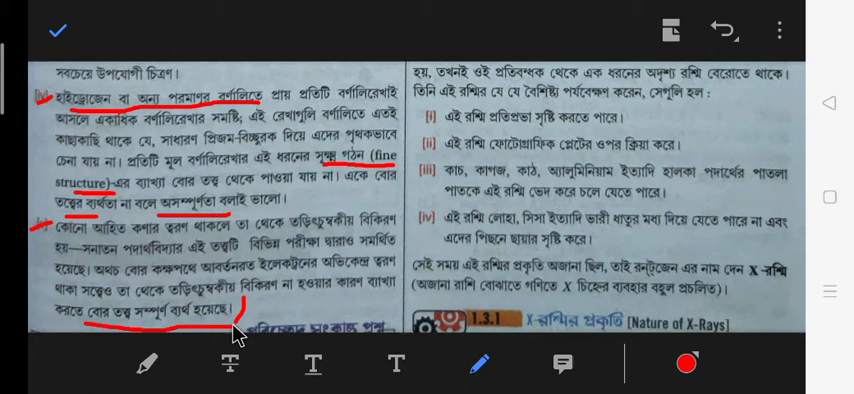 সবচেয়ে উপযোগী চিত্রণ।
হাইড্রোজেন বা অন্য পরমাণুর বর্ণালিতে প্রায় প্রতিটি বর্ণালিরেখাই
আসলে একাধিক বর্ণালিরেখার সমষ্টি; এই রেখাগুলি বর্ণালিতে এতই
কাছাকাছি থাকে যে, সাধারণ প্রিজম-বিচ্ছুরক দিয়ে এদের পৃথকভাবে
চেনা যায় না। প্রতিটি মূল বর্ণালিরেখার এই ধরনের সূক্ষ্ম গঠন (fine
structure)-এর ব্যাখ্যা বোর তত্ত্ব থেকে পাওয়া যায় না। একে বোর
তত্ত্বের ব্যর্থতা না বলে অসম্পূর্ণতা বলাই ভালো।
কোনো আহিত কণার ত্বরণ থাকলে তা থেকে তড়িৎচুম্বকীয় বিকিরণ
হয়—সনাতন পদার্থবিদ্যার এই তত্ত্বটি বিভিন্ন পরীক্ষা দ্বারাও সমর্থিত
হয়েছে। অথচ বোর কক্ষপথে আবর্তনরত ইলেকট্রনের অভিকেন্দ্র ত্বরণ
থাকা সত্ত্বেও তা থেকে তড়িৎচুম্বকীয় বিকিরণ না হওয়ার কারণ ব্যাখ্যা
করতে বোর তত্ত্ব সম্পূর্ণ ব্যর্থ হয়েছে।
হয়, তখনই ওই প্রতিবন্ধক থেকে এক ধরনের অদৃশ্য রশ্মি বেরোতে থাকে।
তিনি এই রশ্মির যে যে বৈশিষ্ট্য পর্যবেক্ষণ করেন, সেগুলি হল :
[i] এই রশ্মি প্রতিপ্রভা সৃষ্টি করতে পারে।
[ii] এই রশ্মি ফোটোগ্রাফিক প্লেটের ওপর ক্রিয়া করে।
[iii] কাচ, কাগজ, কাঠ, অ্যালুমিনিয়াম ইত্যাদি হালকা পদার্থের পাতলা
পাতকে এই রশ্মি ভেদ করে চলে যেতে পারে।
[iv] এই রশ্মি লোহা, সিসা ইত্যাদি ভারী ধাতুর মধ্য দিয়ে যেতে পারে না এবং
এদের পিছনে ছায়ার সৃষ্টি করে।
সেই সময় এই রশ্মির প্রকৃতি অজানা ছিল, তাই রন্টজেন এর নাম দেন X-রশ্মি
(অজানা রাশি বোঝাতে গণিতে X চিহ্নের ব্যবহার বহুল প্রচলিত)।
1.3.1 X-রশ্মির প্রকৃতি [Nature of X-Rays]
T T T